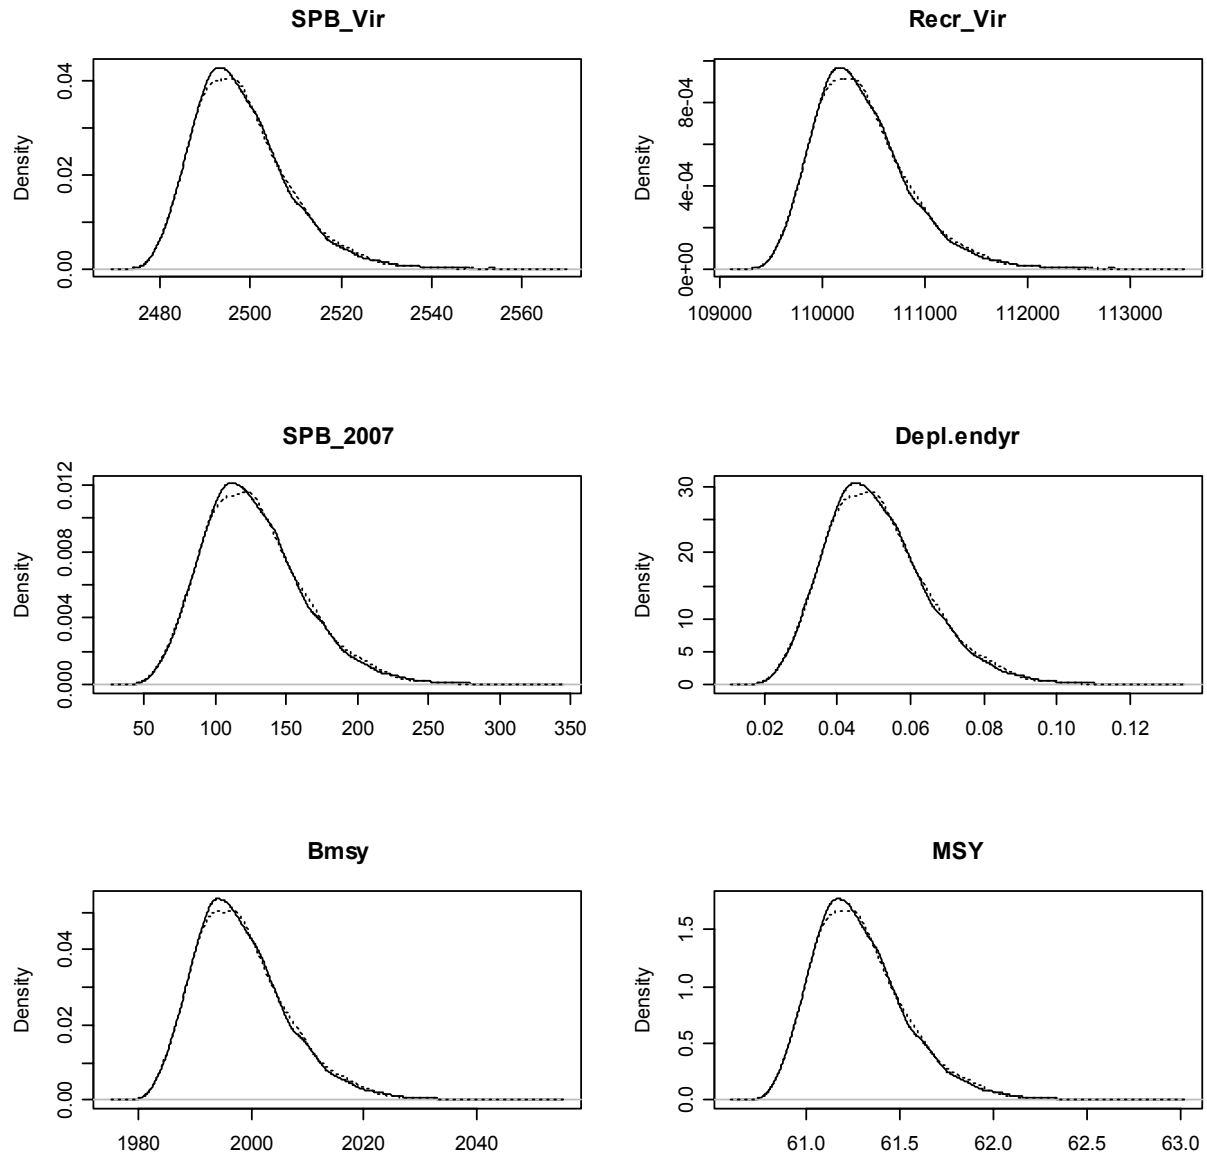 SPB_Vir
Recr_Vir
Density
0.00 0.02 0.04
2480 2500 2520 2540 2560
Density
0e+00 4e-04 8e-04
109000 110000 111000 112000 113000
SPB_2007
Depl.endyr
Density
0.000 0.004 0.008 0.012
50 100 150 200 250 300 350
Density
0 5 10 20 30
0.02 0.04 0.06 0.08 0.10 0.12
Bmsy
MSY
Density
0.00 0.02 0.04
1980 2000 2020 2040
Density
0.0 0.5 1.0 1.5
61.0 61.5 62.0 62.5 63.0